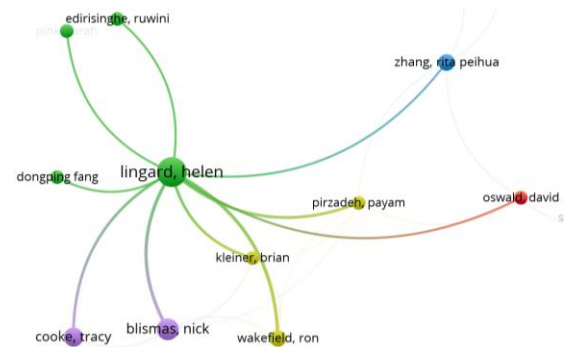 edirisinghe, ruwini
zhang, rita peihua
lingard, helen
dongping fang
oswald, david
pirzadeh, payam
kleiner, brian
blismas, nick
cooke, tracy
wakefield, ron